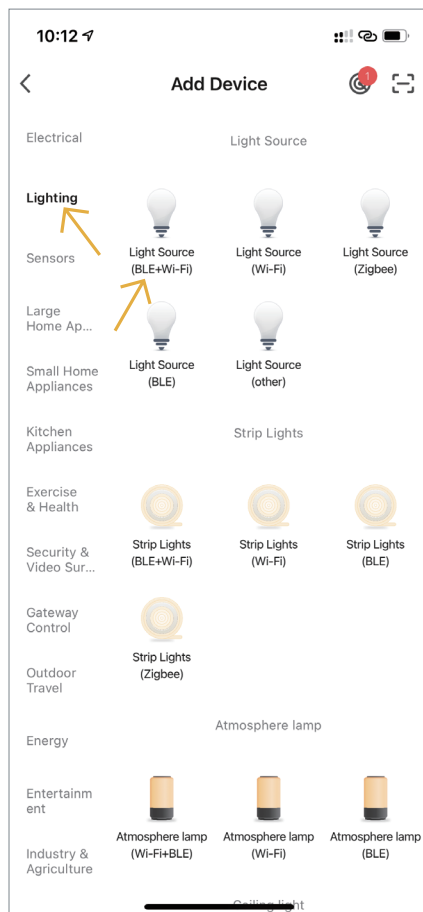 10:12
Add Device
1
Electrical
Lighting
Sensors
Large
Home Ap...
Small Home
Appliances
Kitchen
Appliances
Exercise
& Health
Security &
Video Sur...
Gateway
Control
Outdoor
Travel
Energy
Entertainm
ent
Industry &
Agriculture
Light Source
Light Source
(BLE+Wi-Fi)
Light Source
(Wi-Fi)
Light Source
(Zigbee)
Light Source
(BLE)
Light Source
(other)
Strip Lights
Strip Lights
(BLE+Wi-Fi)
Strip Lights
(Wi-Fi)
Strip Lights
(BLE)
Strip Lights
(Zigbee)
Atmosphere lamp
Atmosphere lamp
(Wi-Fi+BLE)
Atmosphere lamp
(Wi-Fi)
Atmosphere lamp
(BLE)
Ceiling light